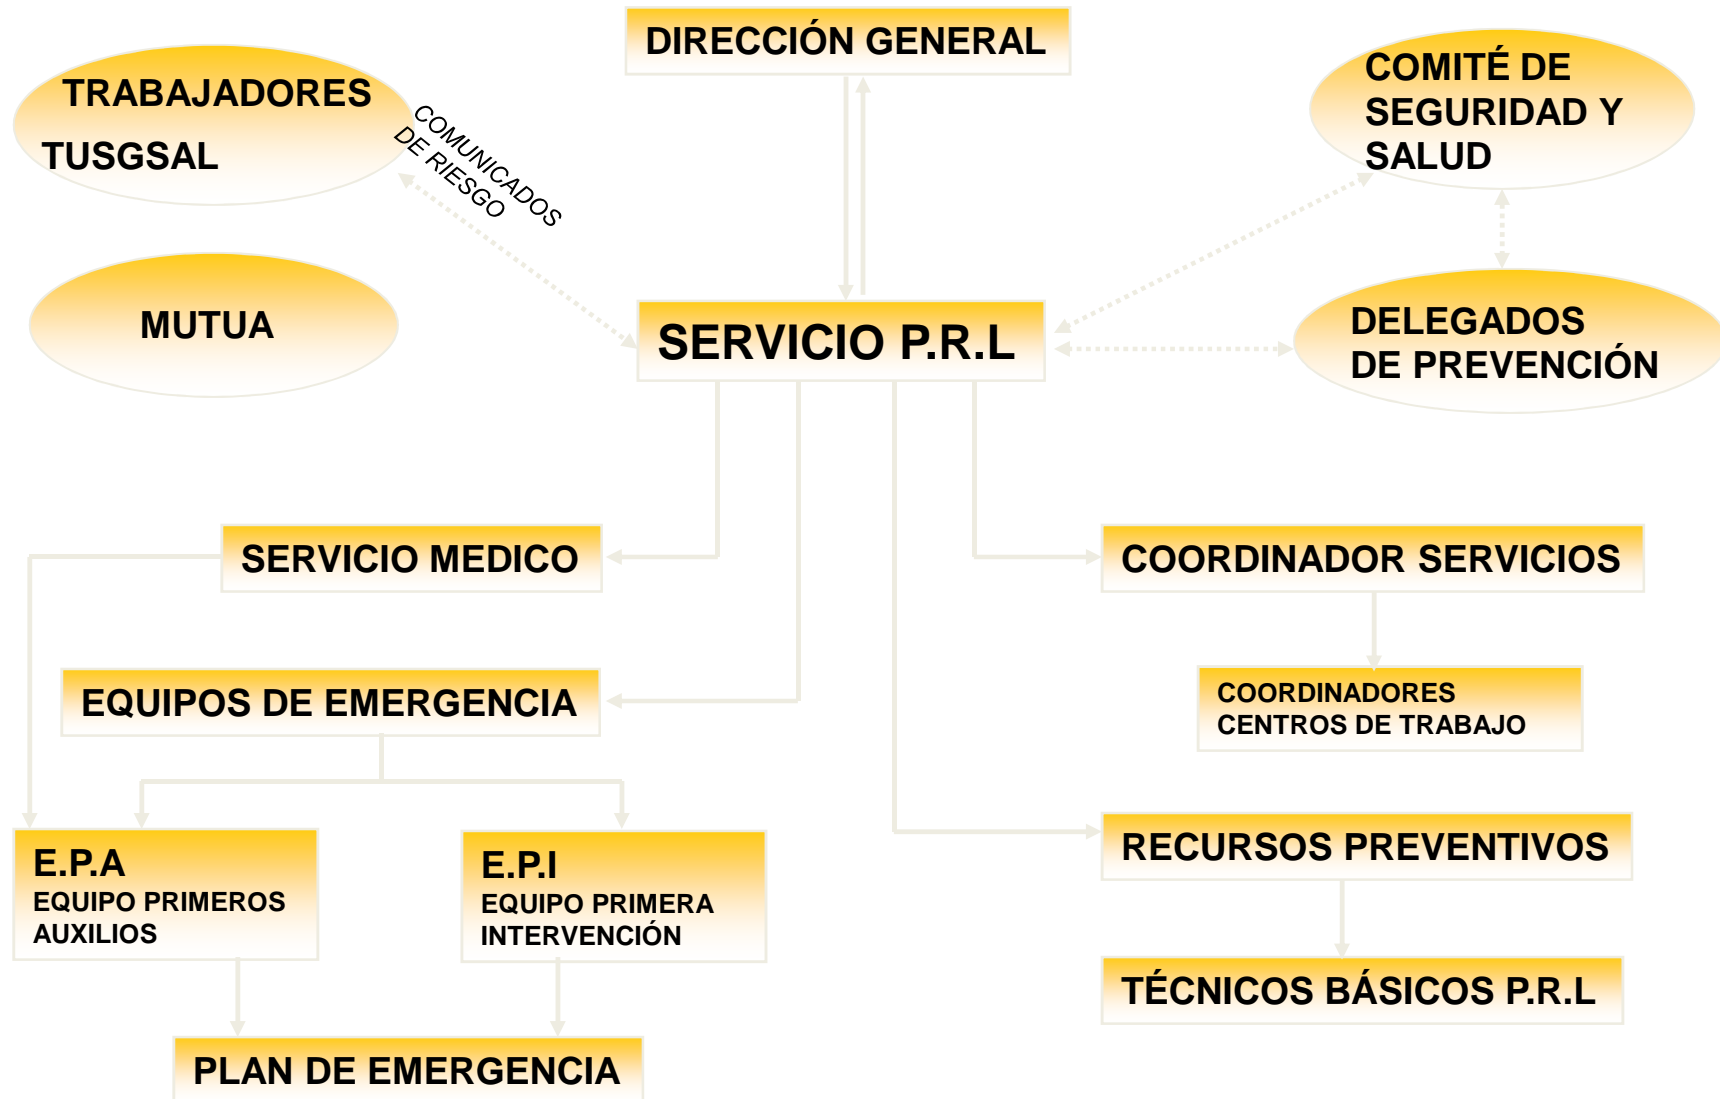 DIRECCIÓN GENERAL
TRABAJADORES
TUSGSAL
COMUNICADOS
DE RIESGO
COMITÉ DE
SEGURIDAD Y
SALUD
MUTUA
SERVICIO P.R.L
DELEGADOS
DE PREVENCIÓN
SERVICIO MEDICO
COORDINADOR SERVICIOS
EQUIPOS DE EMERGENCIA
COORDINADORES
CENTROS DE TRABAJO
E.P.A
EQUIPO PRIMEROS
AUXILIOS
E.P.I
EQUIPO PRIMERA
INTERVENCIÓN
RECURSOS PREVENTIVOS
TÉCNICOS BÁSICOS P.R.L
PLAN DE EMERGENCIA